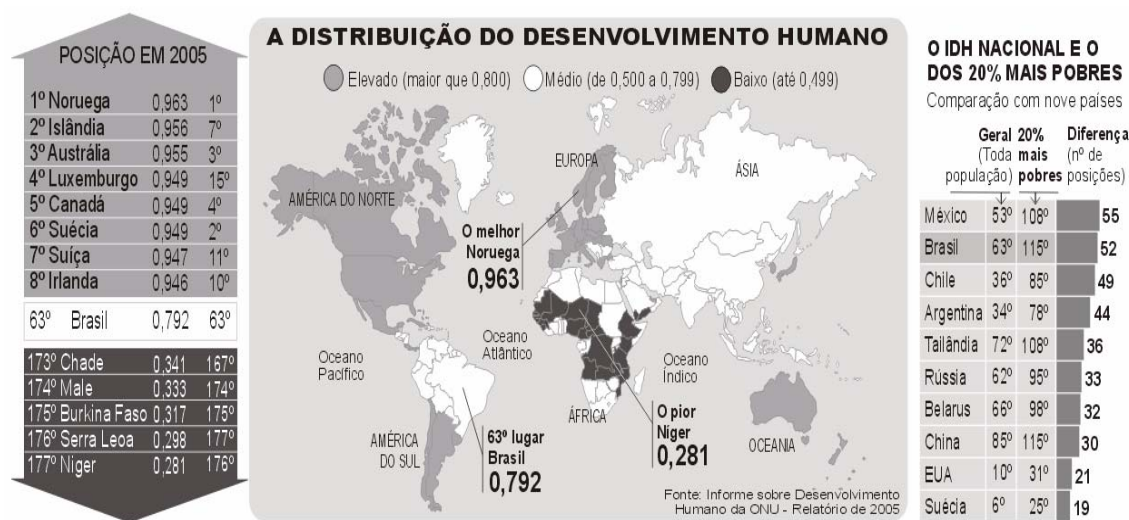 POSIÇÃO EM 2005
1º Noruega 0,963 1º
2º Islândia 0,956 7º
3º Austrália 0,955 3º
4º Luxemburgo 0,949 15º
5º Canadá 0,949 4º
6º Suécia 0,949 2º
7º Suíça 0,947 11º
8º Irlanda 0,946 10º
63º Brasil 0,792 63º
173º Chade 0,341 167º
174º Male 0,333 174º
175º Burkina Faso 0,317 175º
176º Serra Leoa 0,298 177º
177º Niger 0,281 176º
A DISTRIBUIÇÃO DO DESENVOLVIMENTO HUMANO
Elevado (maior que 0,800) Médio (de 0,500 a 0,799) Baixo (até 0,499)
EUROPA
ÁSIA
AMÉRICA DO NORTE
O melhor
Noruega
0,963
Oceano
Atlântico
Oceano
Pacífico
Oceano
Índico
ÁFRICA
O pior
Níger
0,281
OCEANIA
AMÉRICA
DO SUL
63º lugar
Brasil
0,792
Fonte: Informe sobre Desenvolvimento
Humano da ONU - Relatório de 2005
O IDH NACIONAL E O
DOS 20% MAIS POBRES
Comparação com nove países
Geral 20% Diferença
(Toda mais (nº de
população) pobres posições)
México 53º 108º 55
Brasil 63º 115º 52
Chile 36º 85º 49
Argentina 34º 78º 44
Tailândia 72º 108º 36
Rússia 62º 95º 33
Belarus 66º 98º 32
China 85º 115º 30
EUA 10º 31º 21
Suécia 6º 25º 19